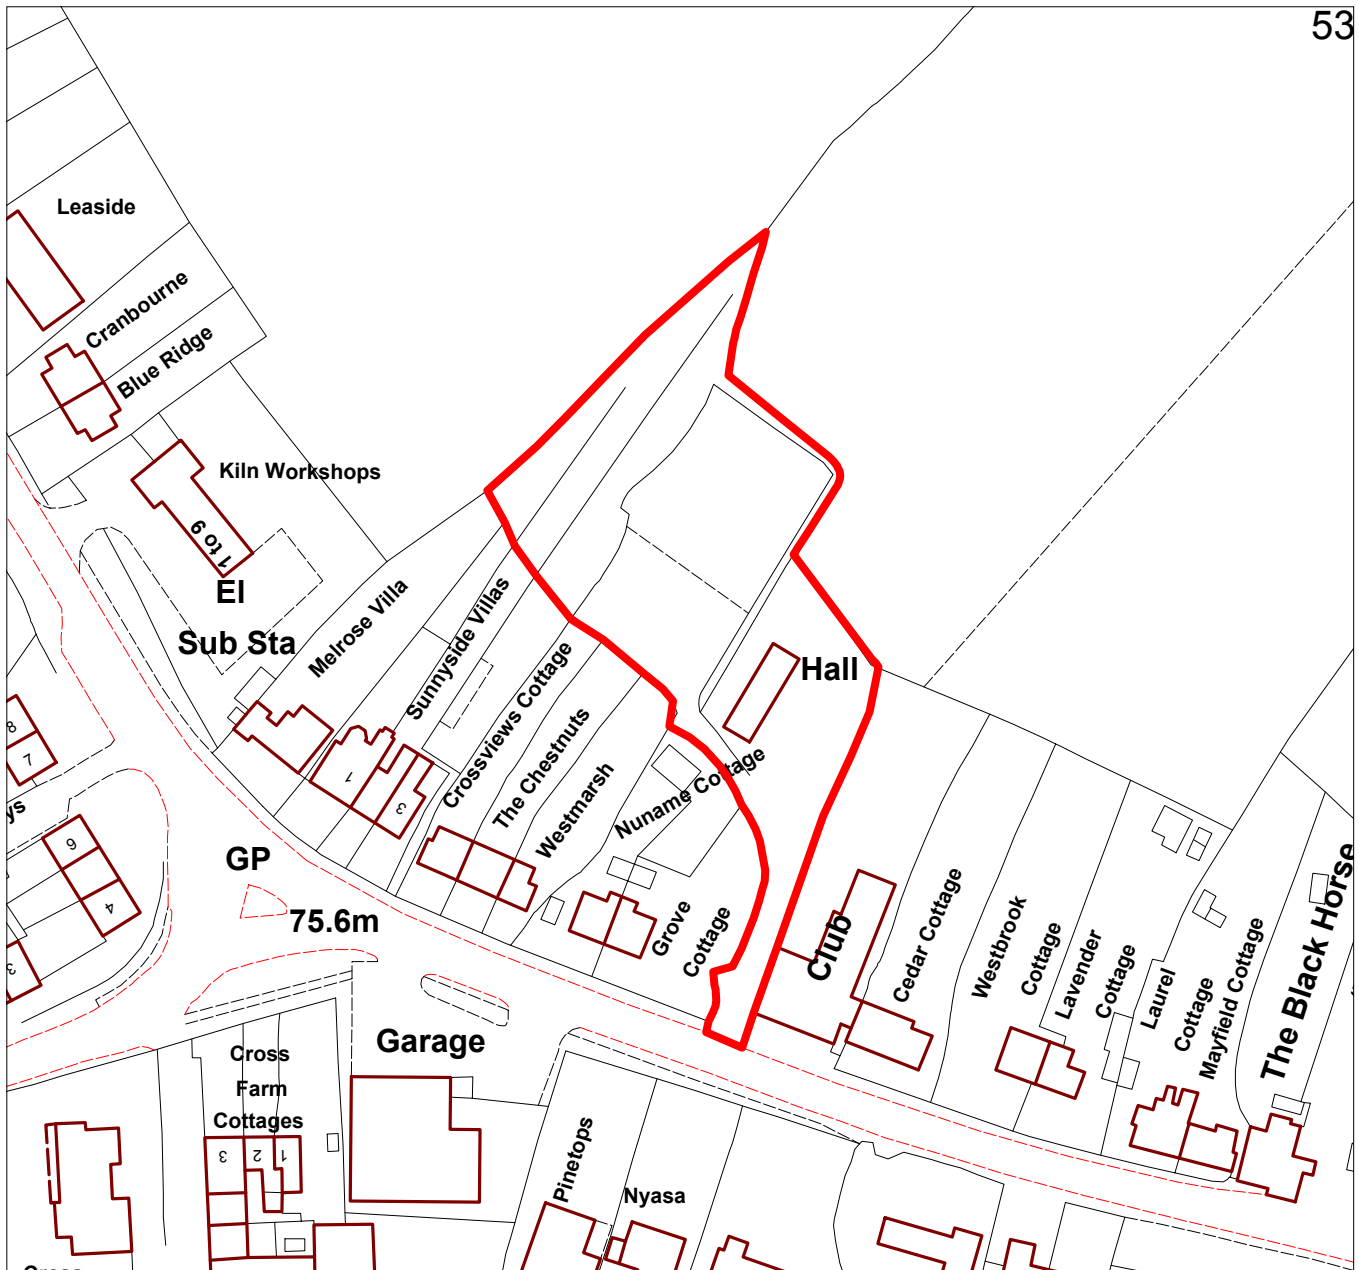 53
Leaside
Cranbourne
Blue Ridge
Kiln Workshops
1 to 9
El
Sub Sta
Melrose Villa
Sunnyside Villas
Crossviews Cottage
The Chestnuts
Westmarsh
Nuname Cottage
Hall
8
7
ys
6
4
3
1
3
GP
75.6m
Grove
Cottage
Club
Cedar Cottage
Westbrook
Cottage
Lavender
Cottage
Laurel
Cottage
Mayfield Cottage
The Black Horse
Garage
Cross
Farm
Cottages
3
2
1
Pinetops
Nyasa
Cross